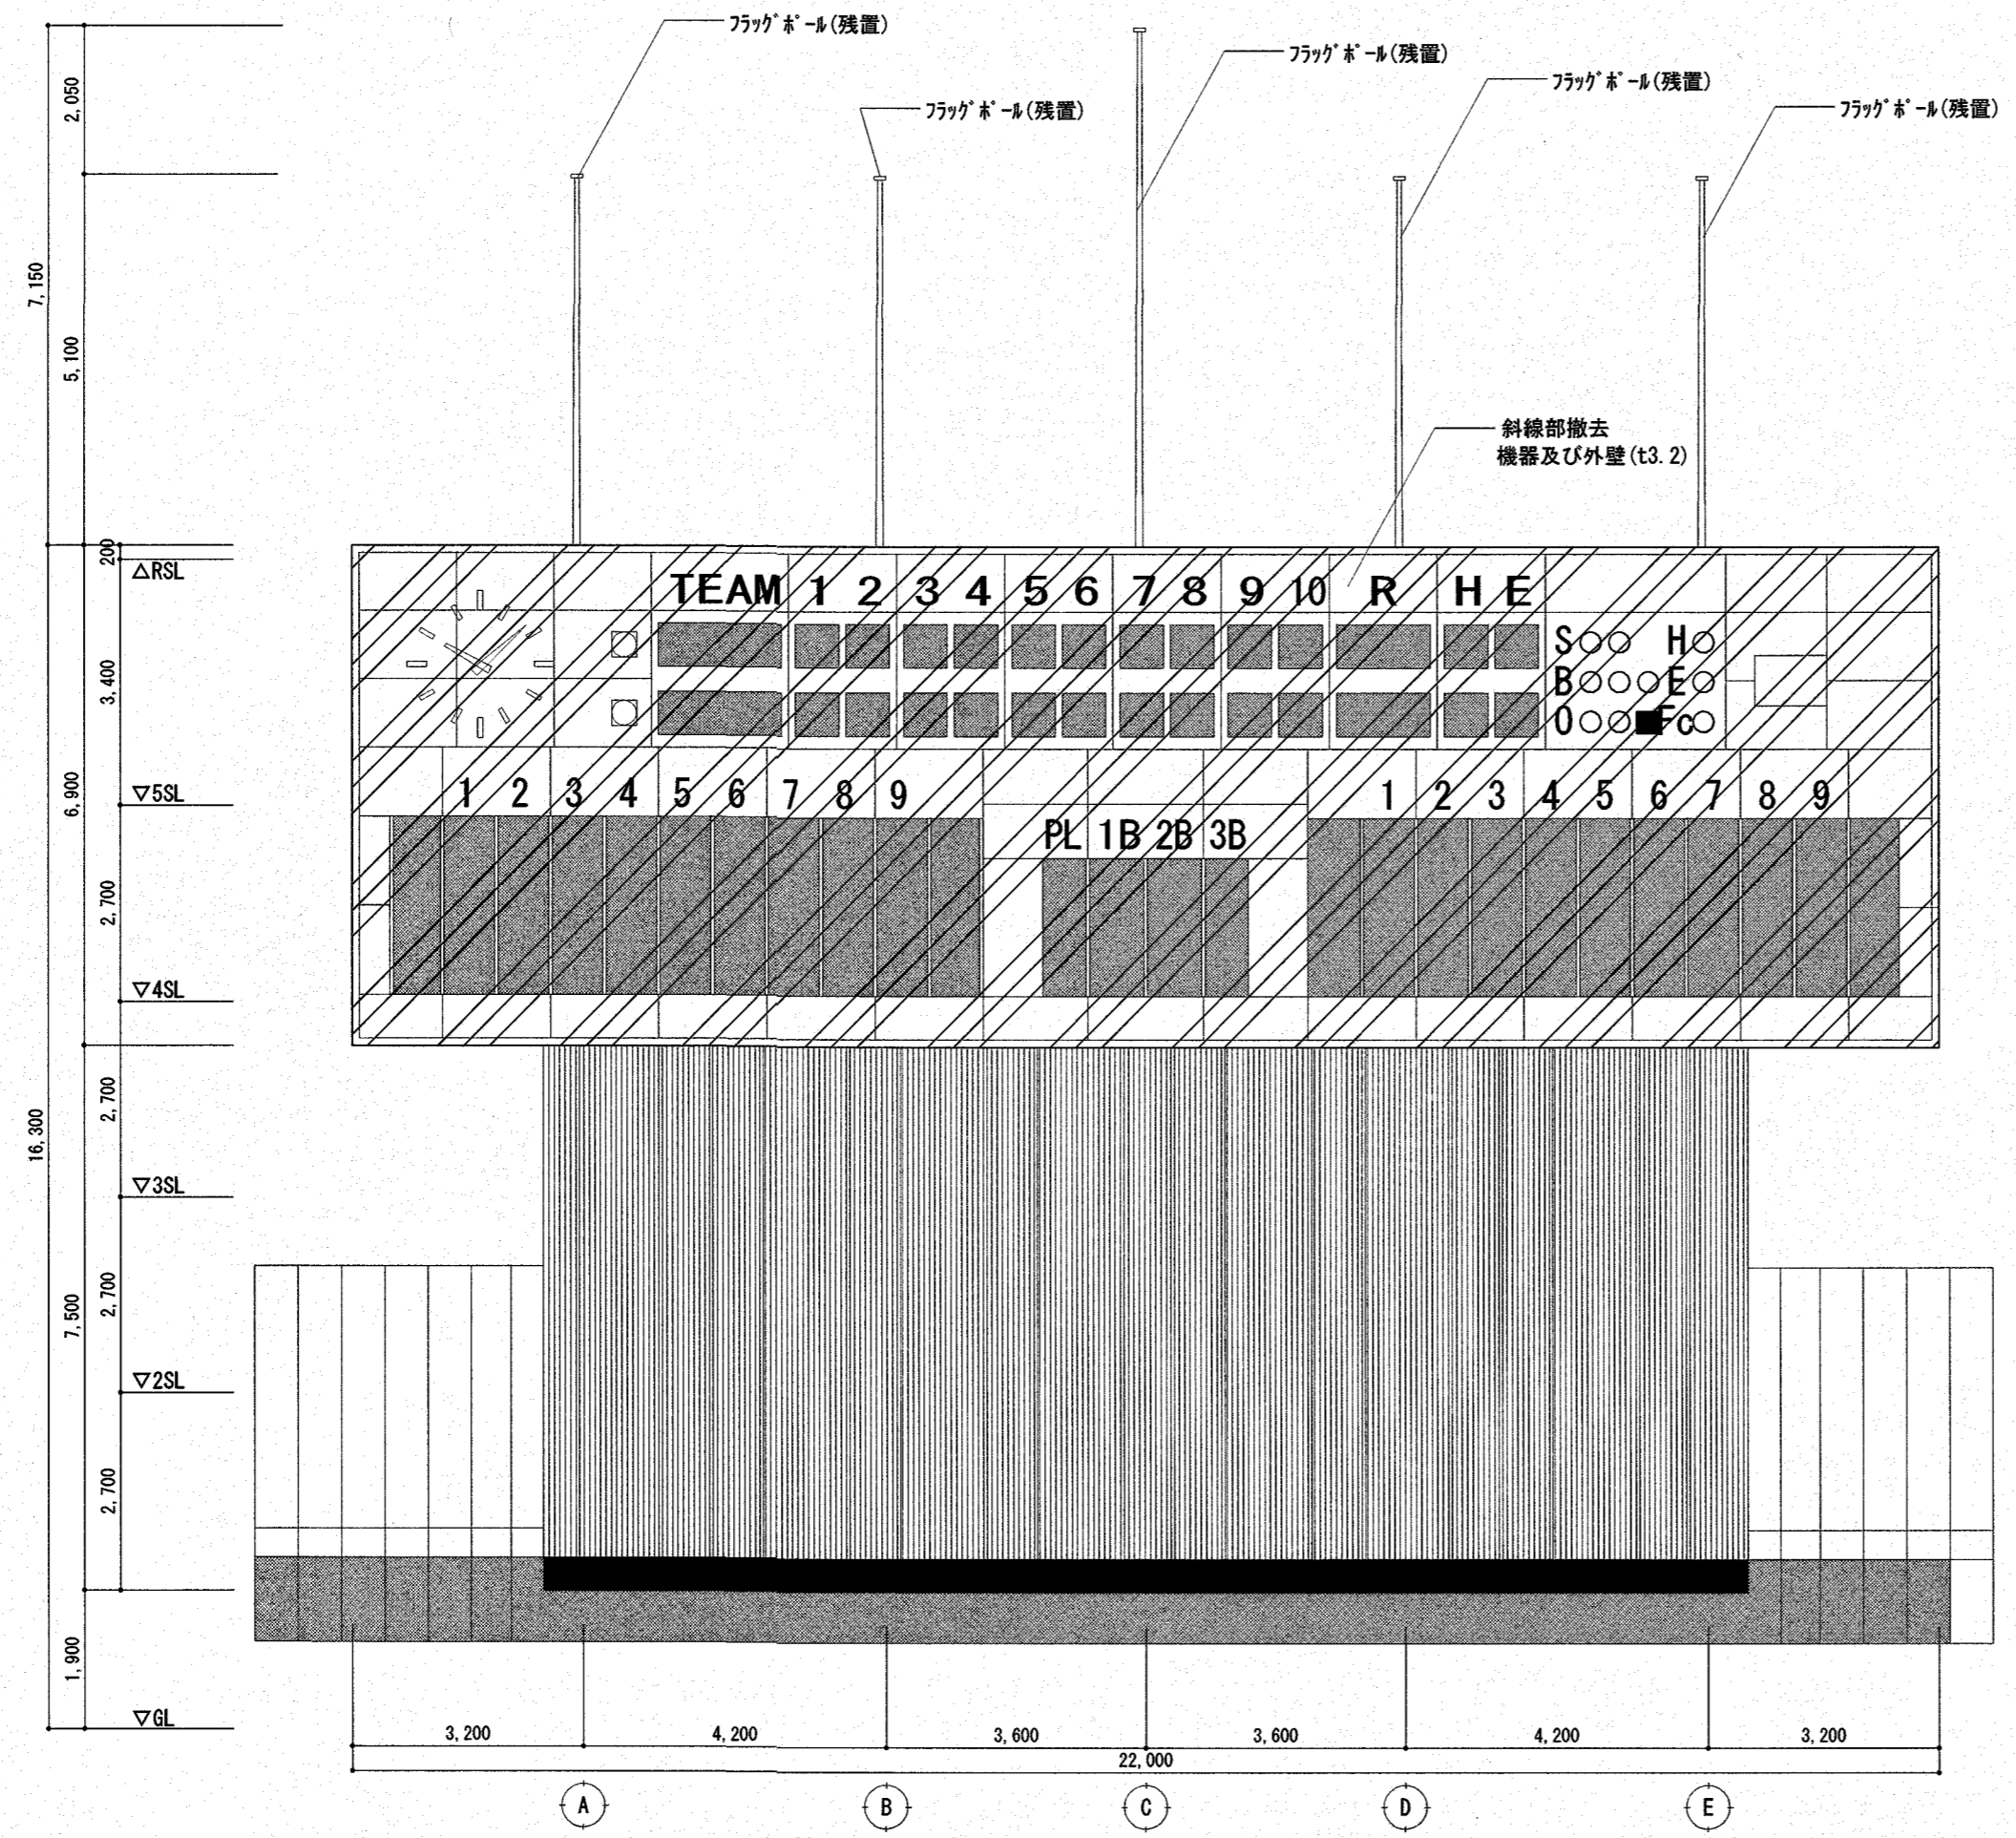 ﾌﾗｯｸﾞﾎﾟｰﾙ(残置)
ﾌﾗｯｸﾞﾎﾟｰﾙ(残置)
ﾌﾗｯｸﾞﾎﾟｰﾙ(残置)
ﾌﾗｯｸﾞﾎﾟｰﾙ(残置)
ﾌﾗｯｸﾞﾎﾟｰﾙ(残置)
2,050
7,150
5,100
斜線部撤去
機器及び外壁(t3.2)
200
△RSL
TEAM 1 2 3 4 5 6 7 8 9 10 R H E
S H
B E
O Fc
3,400
6,900
▽5SL
1 2 3 4 5 6 7 8 9
PL 1B 2B 3B
1 2 3 4 5 6 7 8 9
2,700
▽4SL
2,700
16,300
▽3SL
2,700
7,500
▽2SL
2,700
1,900
▽GL
3,200 4,200 3,600 3,600 4,200 3,200
22,000
A B C D E